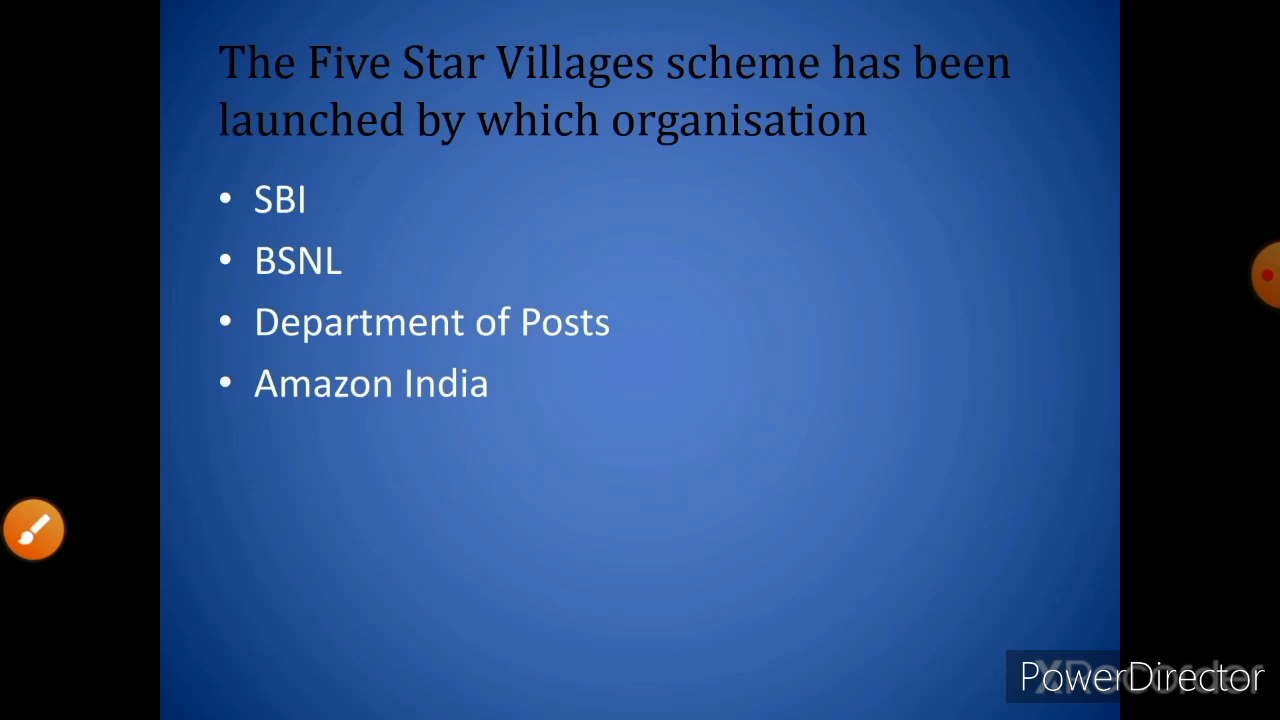 The Five Star Villages scheme has been
launched by which organisation
• SBI
• BSNL
• Department of Posts
• Amazon India
PowerDirector
XRecorder